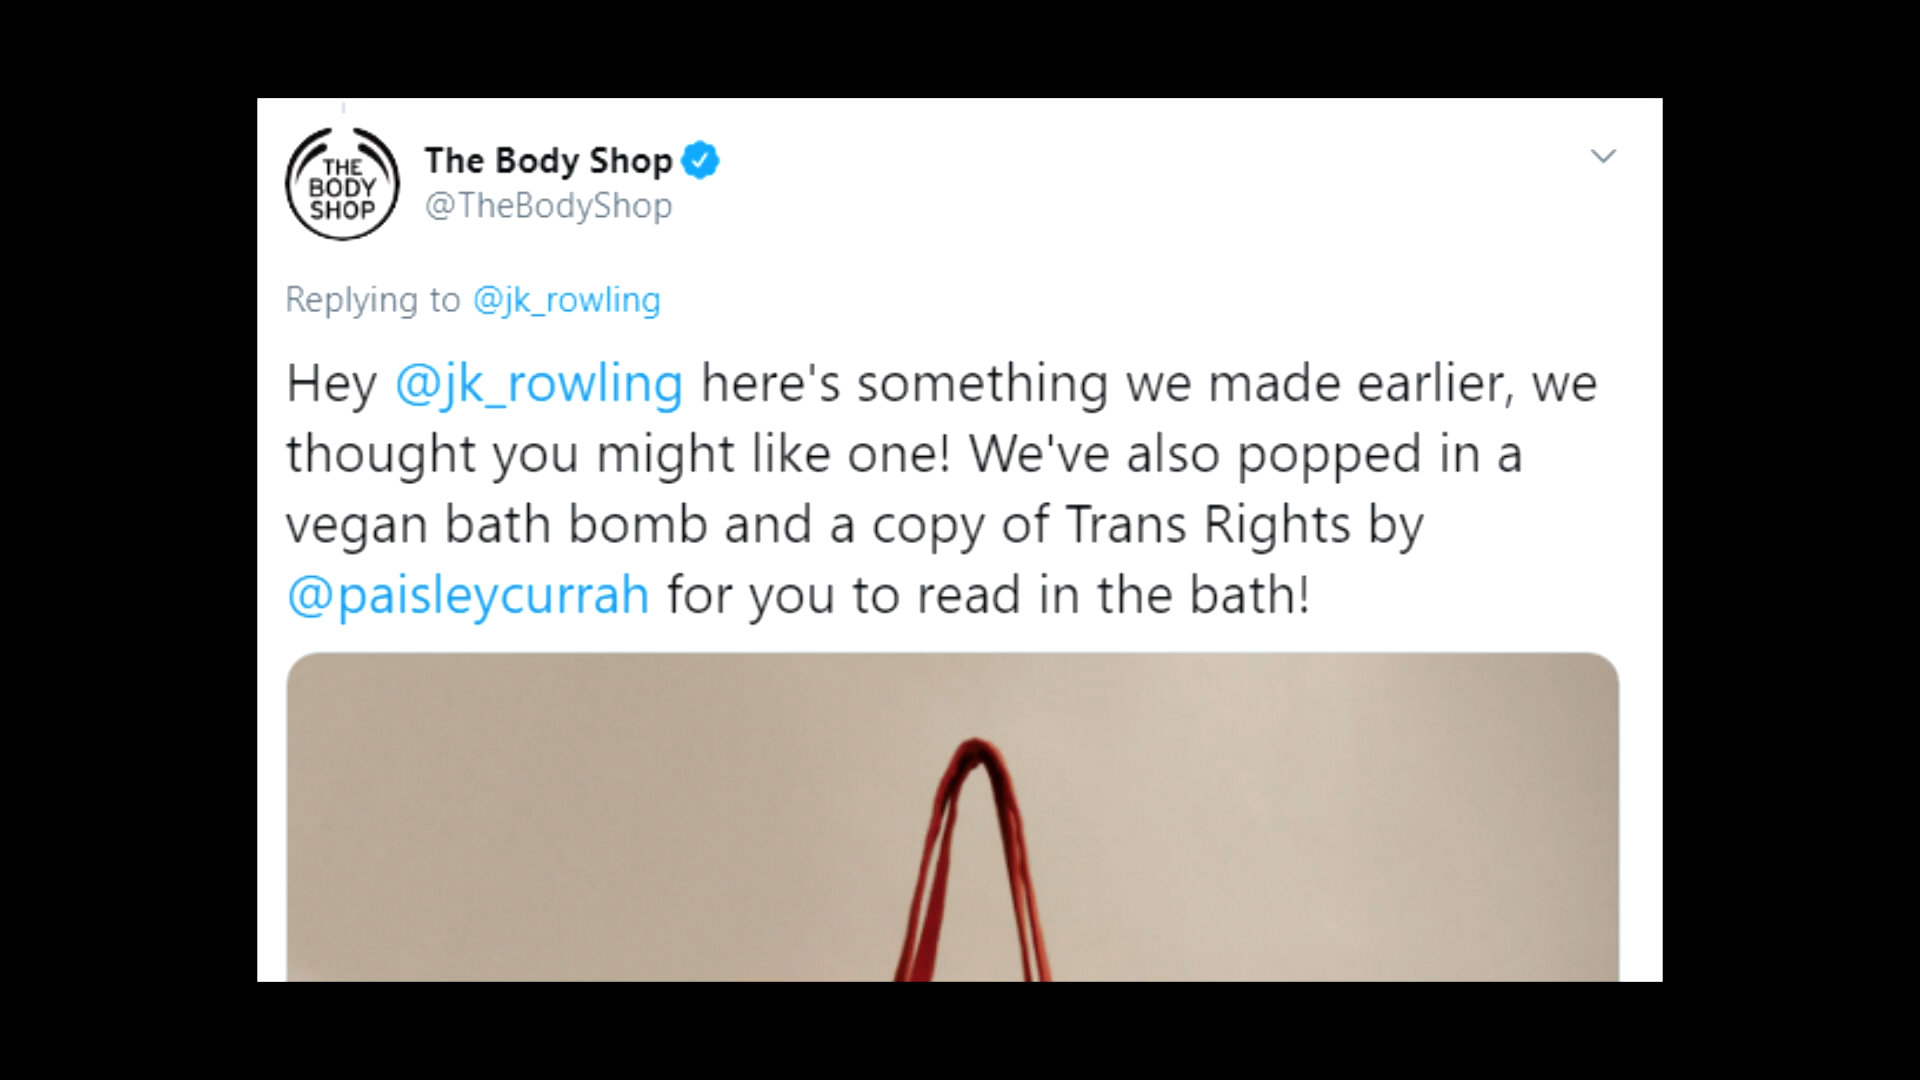 THE
BODY
SHOP
The Body Shop
@TheBodyShop
Replying to @jk_rowling
Hey @jk_rowling here's something we made earlier, we
thought you might like one! We've also popped in a
vegan bath bomb and a copy of Trans Rights by
@paisleycurrah for you to read in the bath!